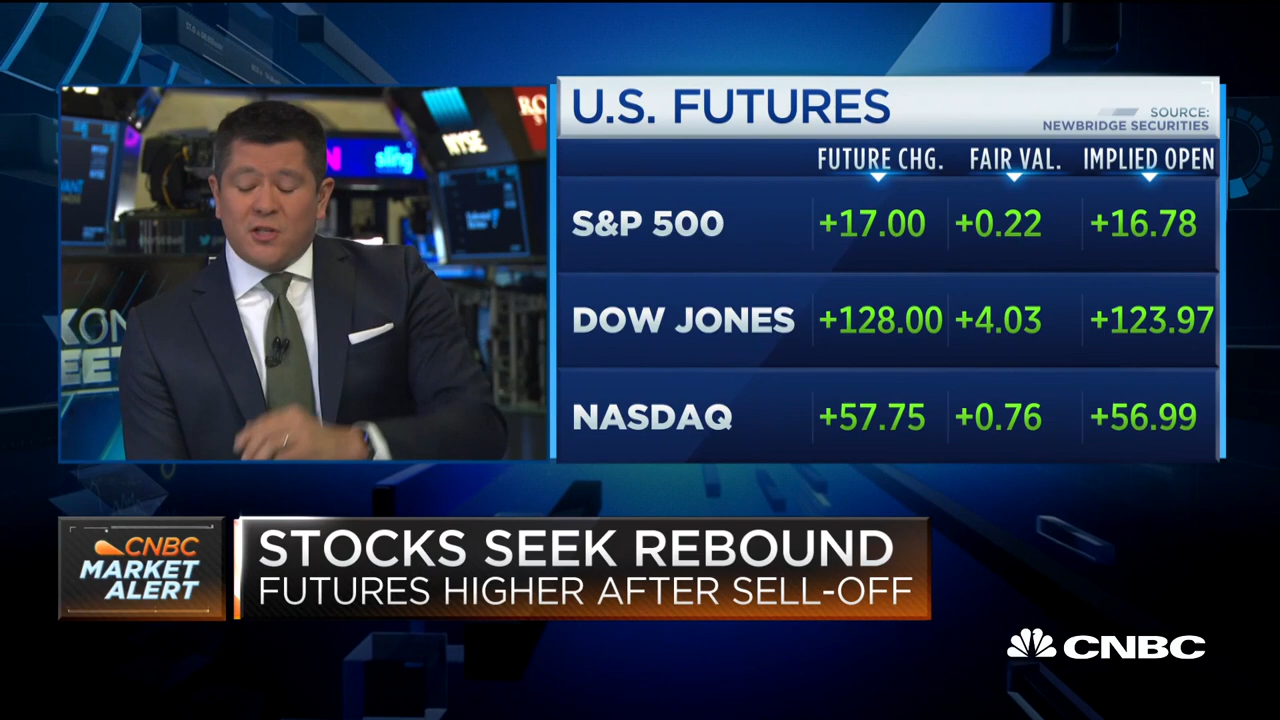 U.S. FUTURES
SOURCE:
NEWBRIDGE SECURITIES
FUTURE CHG. FAIR VAL. IMPLIED OPEN
S&P 500 +17.00 +0.22 +16.78
DOW JONES +128.00 +4.03 +123.97
NASDAQ +57.75 +0.76 +56.99
NYSE
sling
CNBC
MARKET
ALERT
STOCKS SEEK REBOUND
FUTURES HIGHER AFTER SELL-OFF
CNBC